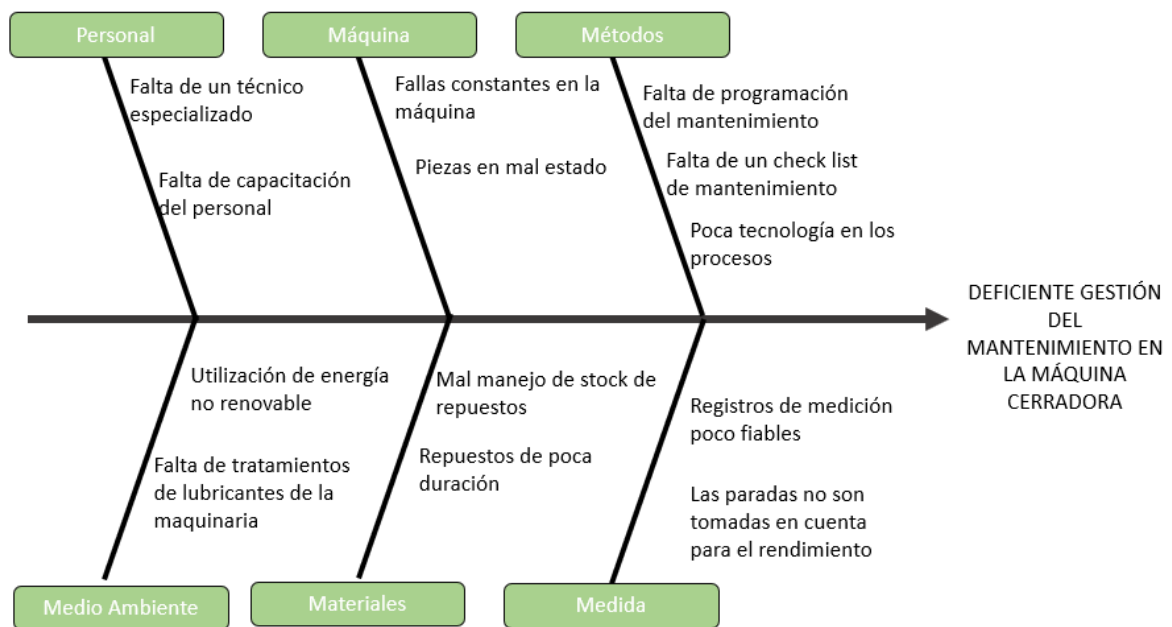 Personal
Máquina
Métodos
Falta de un técnico
especializado
Falta de capacitación
del personal
Fallas constantes en la
máquina
Piezas en mal estado
Falta de programación
del mantenimiento
Falta de un check list
de mantenimiento
Poca tecnología en los
procesos
DEFICIENTE GESTIÓN
DEL
MANTENIMIENTO EN
LA MÁQUINA
CERRADORA
Utilización de energía
no renovable
Falta de tratamientos
de lubricantes de la
maquinaria
Mal manejo de stock de
repuestos
Repuestos de poca
duración
Registros de medición
poco fiables
Las paradas no son
tomadas en cuenta
para el rendimiento
Medio Ambiente
Materiales
Medida